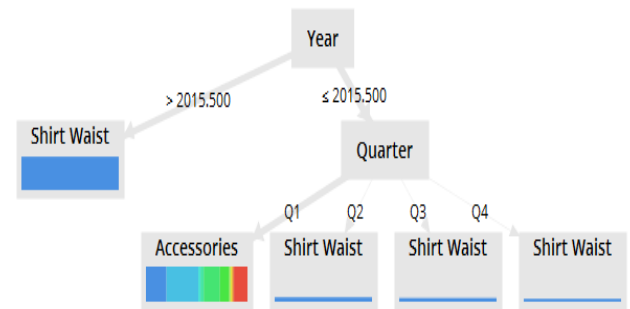 Year
> 2015.500
≤ 2015.500
Shirt Waist
Quarter
Q1 Q2 Q3 Q4
Accessories Shirt Waist Shirt Waist Shirt Waist